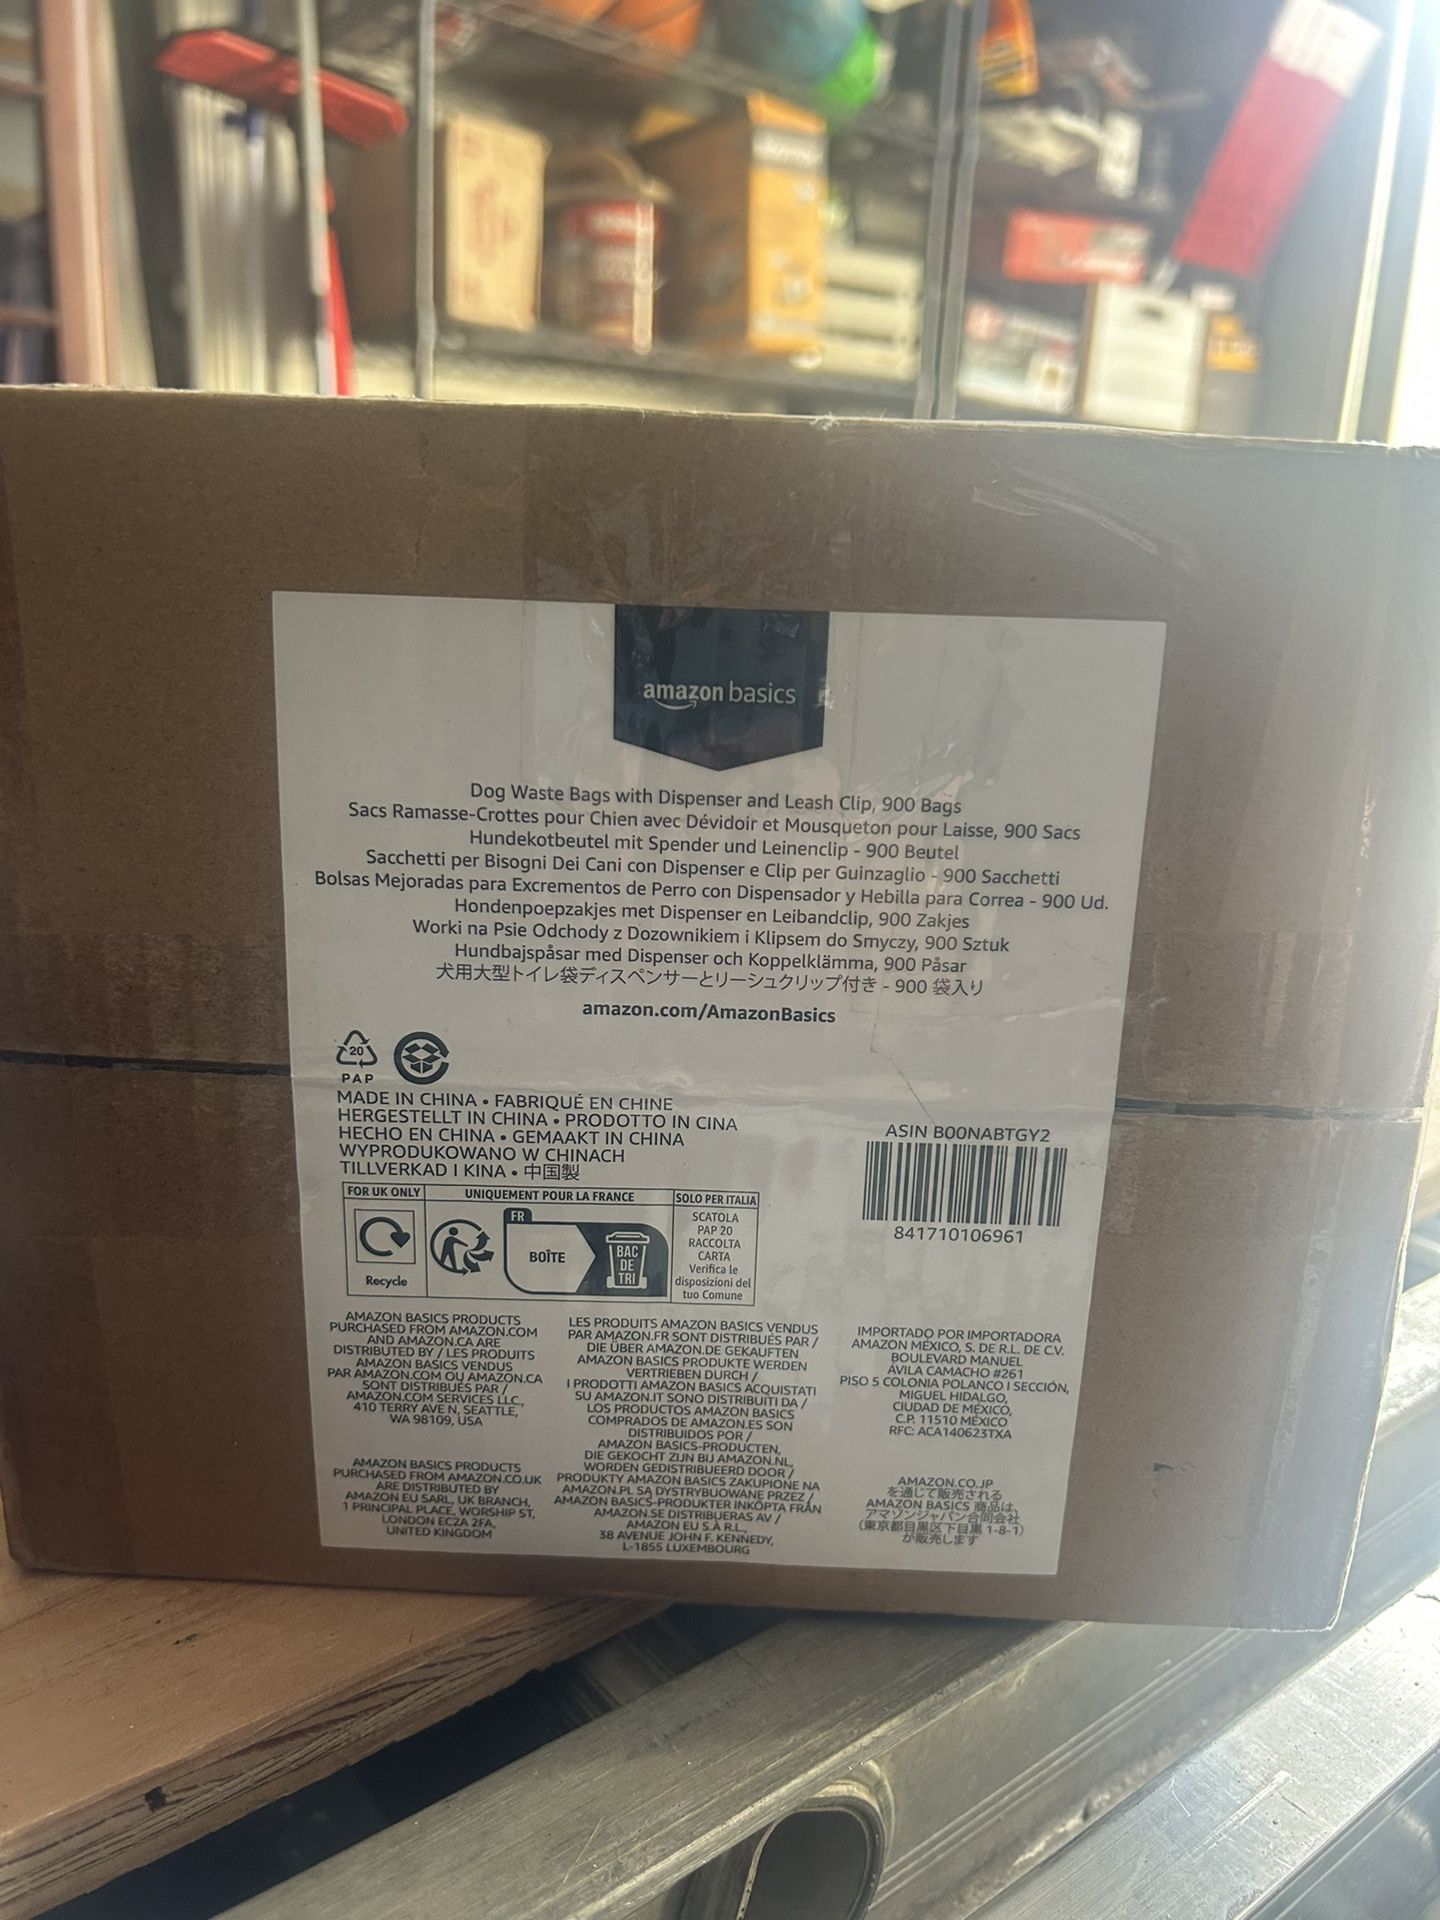 amazon basics
Dog Waste Bags with Dispenser and Leash Clip, 900 Bags
Sacs Ramasse-Crottes pour Chien avec Dévidoir et Mousqueton pour Laisse, 900 Sacs
Hundekotbeutel mit Spender und Leinenclip - 900 Beutel
Sacchetti per Bisogni Dei Cani con Dispenser e Clip per Guinzaglio - 900 Sacchetti
Bolsas Mejoradas para Excrementos de Perro con Dispensador y Hebilla para Correa - 900 Ud.
Hondenpoepzakjes met Dispenser en Leibandclip, 900 Zakjes
Worki na Psie Odchody z Dozownikiem i Klipsem do Smyczy, 900 Sztuk
Hundbajspåsar med Dispenser och Koppelklämma, 900 Påsar
犬用大型トイレ袋ディスペンサーとリーシュクリップ付き - 900 袋入り
amazon.com/AmazonBasics
20
PAP
MADE IN CHINA • FABRIQUÉ EN CHINE
HERGESTELLT IN CHINA • PRODOTTO IN CINA
HECHO EN CHINA • GEMAAKT IN CHINA
WYPRODUKOWANO W CHINACH
TILLVERKAD I KINA • 中国製
ASIN B00NABTGY2
841710106961
FOR UK ONLY
Recycle
UNIQUEMENT POUR LA FRANCE
FR
BOÎTE
BAC
DE
TRI
SOLO PER ITALIA
SCATOLA
PAP 20
RACCOLTA
CARTA
Verifica le
disposizioni del
tuo Comune
AMAZON BASICS PRODUCTS
PURCHASED FROM AMAZON.COM
AND AMAZON.CA ARE
DISTRIBUTED BY / LES PRODUITS
AMAZON BASICS VENDUS
PAR AMAZON.COM OU AMAZON.CA
SONT DISTRIBUÉS PAR /
AMAZON.COM SERVICES LLC.,
410 TERRY AVE N, SEATTLE,
WA 98109, USA
AMAZON BASICS PRODUCTS
PURCHASED FROM AMAZON.CO.UK
ARE DISTRIBUTED BY
AMAZON EU SARL, UK BRANCH,
1 PRINCIPAL PLACE, WORSHIP ST,
LONDON EC2A 2FA,
UNITED KINGDOM
LES PRODUITS AMAZON BASICS VENDUS
PAR AMAZON.FR SONT DISTRIBUÉS PAR /
DIE ÜBER AMAZON.DE GEKAUFTEN
AMAZON BASICS PRODUKTE WERDEN
VERTRIEBEN DURCH /
I PRODOTTI AMAZON BASICS ACQUISTATI
SU AMAZON.IT SONO DISTRIBUITI DA /
LOS PRODUCTOS AMAZON BASICS
COMPRADOS DE AMAZON.ES SON
DISTRIBUIDOS POR /
AMAZON BASICS-PRODUCTEN,
DIE GEKOCHT ZIJN BIJ AMAZON.NL,
WORDEN GEDISTRIBUEERD DOOR /
PRODUKTY AMAZON BASICS ZAKUPIONE NA
AMAZON.PL SĄ DYSTRYBUOWANE PRZEZ /
AMAZON BASICS-PRODUKTER INKÖPTA FRÅN
AMAZON.SE DISTRIBUERAS AV /
AMAZON EU S.À R.L.,
38 AVENUE JOHN F. KENNEDY,
L-1855 LUXEMBOURG
IMPORTADO POR IMPORTADORA
AMAZON MÉXICO, S. DE R.L. DE C.V.
BOULEVARD MANUEL
ÁVILA CAMACHO #261
PISO 5 COLONIA POLANCO I SECCIÓN,
MIGUEL HIDALGO,
CIUDAD DE MÉXICO,
C.P. 11510 MÉXICO
RFC: ACA140623TXA
AMAZON.CO.JP
を通じて販売される
AMAZON BASICS 商品は、
アマゾンジャパン合同会社
(東京都目黒区下目黒 1-8-1)
が販売します